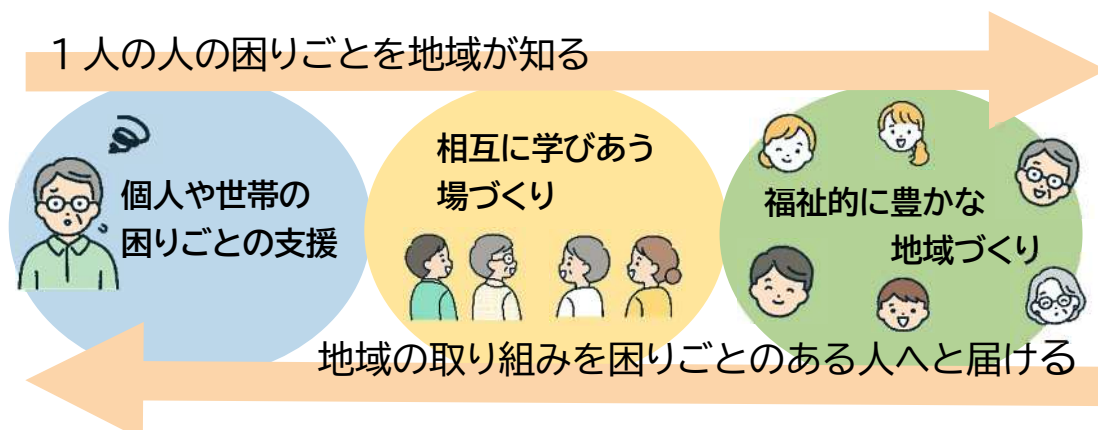 1人の人の困りごとを地域が知る
個人や世帯の
困りごとの支援
相互に学びあう
場づくり
福祉的に豊かな
地域づくり
地域の取り組みを困りごとのある人へと届ける